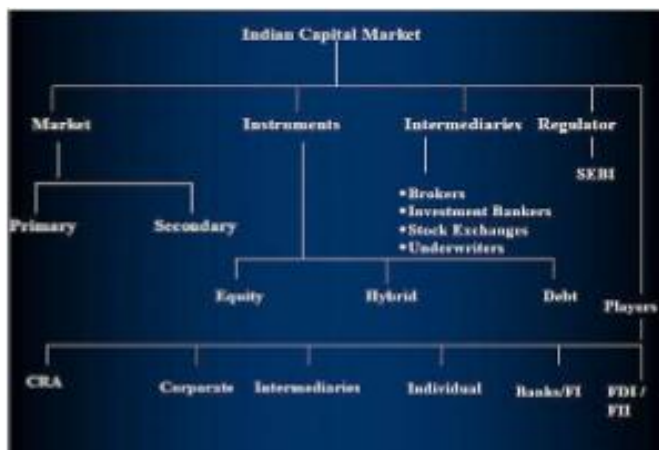 Indian Capital Market
Market Instruments Intermediaries Regulator
SEBI
•Brokers
•Investment Bankers
•Stock Exchanges
•Underwriters
Primary Secondary
Equity Hybrid Debt
Players
CRA Corporate Intermediaries Individual Banks/FI FDI /
FII